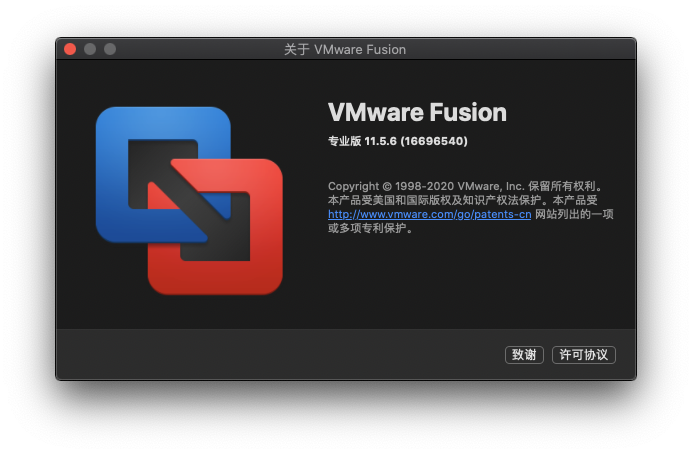 关于 VMware Fusion
VMware Fusion
专业版 11.5.6 (16696540)
Copyright © 1998-2020 VMware, Inc. 保留所有权利。
本产品受美国和国际版权及知识产权法保护。本产品受
http://www.vmware.com/go/patents-cn 网站列出的一项
或多项专利保护。
致谢
许可协议